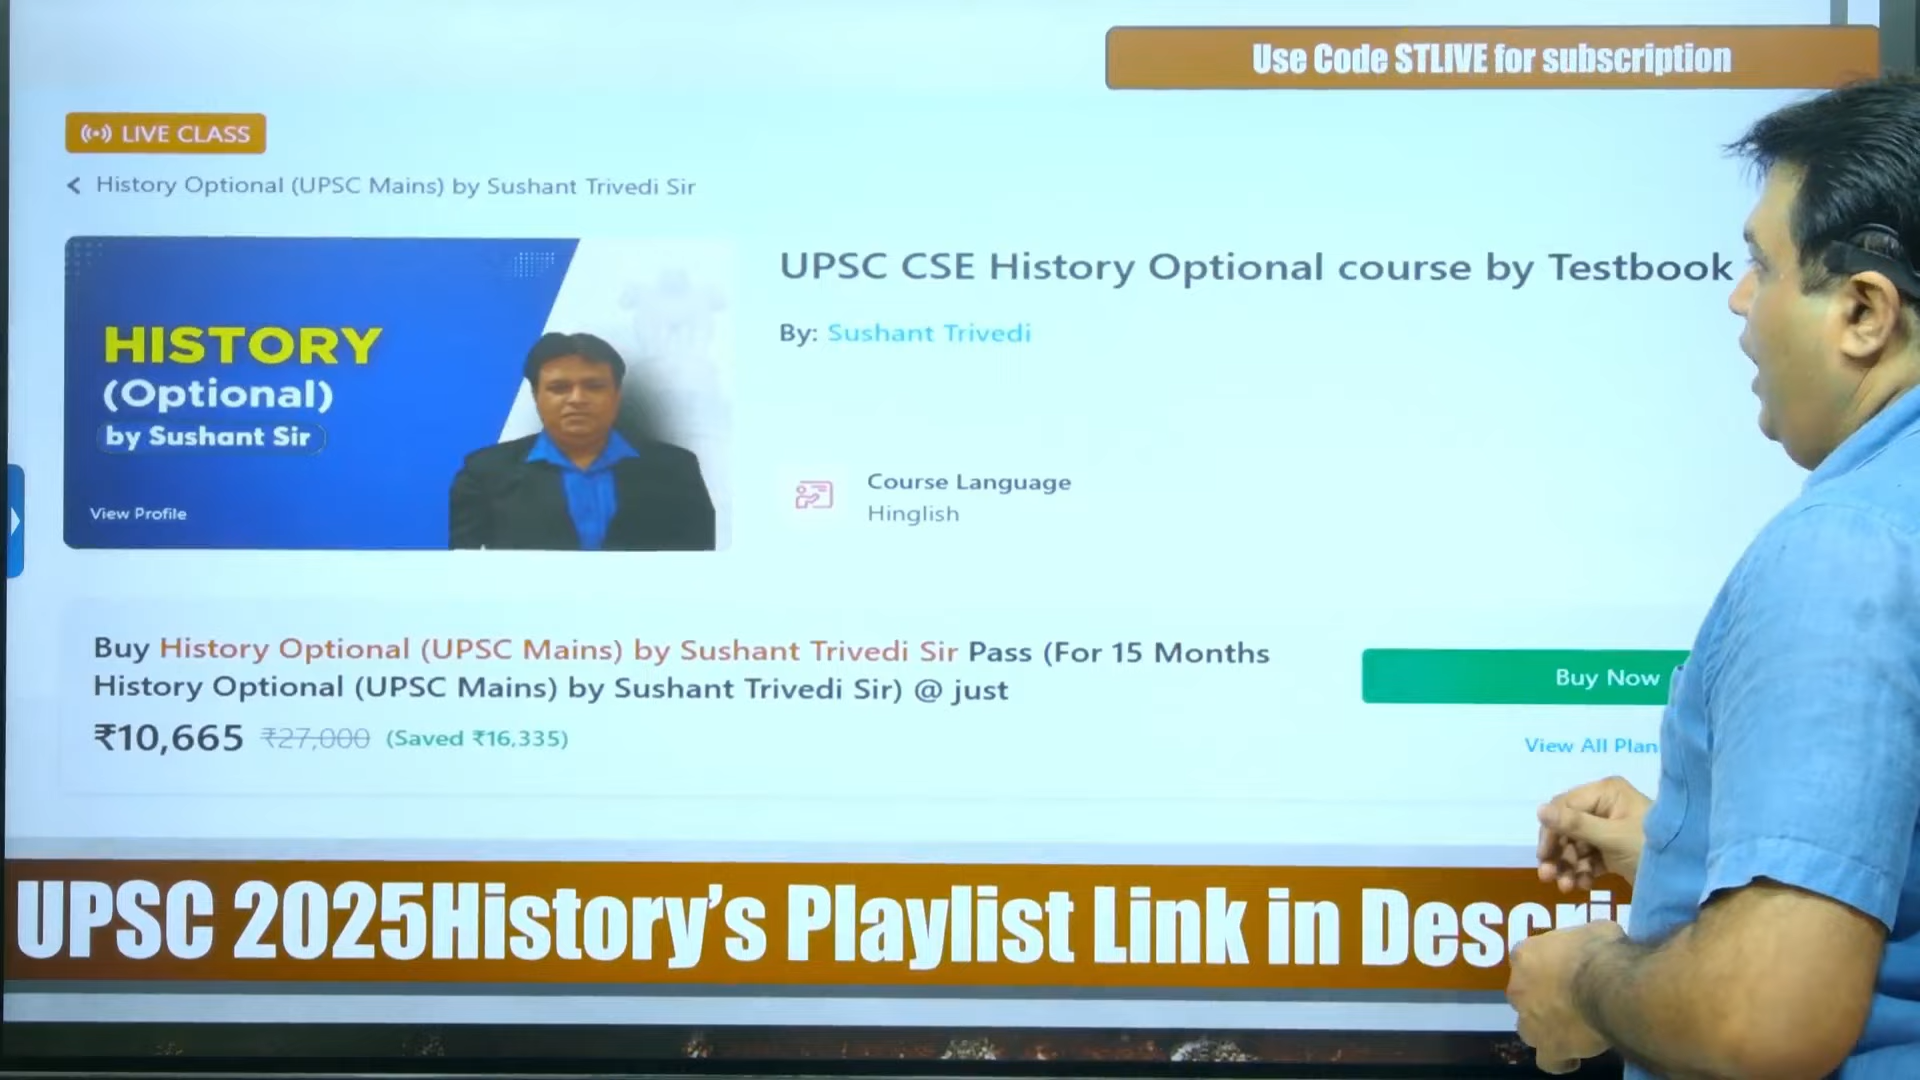 Use Code STLIVE for subscription
LIVE CLASS
History Optional (UPSC Mains) by Sushant Trivedi Sir
HISTORY
(Optional)
by Sushant Sir
View Profile
UPSC CSE History Optional course by Testbook
By: Sushant Trivedi
Course Language
Hinglish
Buy History Optional (UPSC Mains) by Sushant Trivedi Sir Pass (For 15 Months
History Optional (UPSC Mains) by Sushant Trivedi Sir) @ just
₹10,665 ₹27,000 (Saved ₹16,335)
Buy Now
View All Plan
UPSC 2025History's Playlist Link in Descri